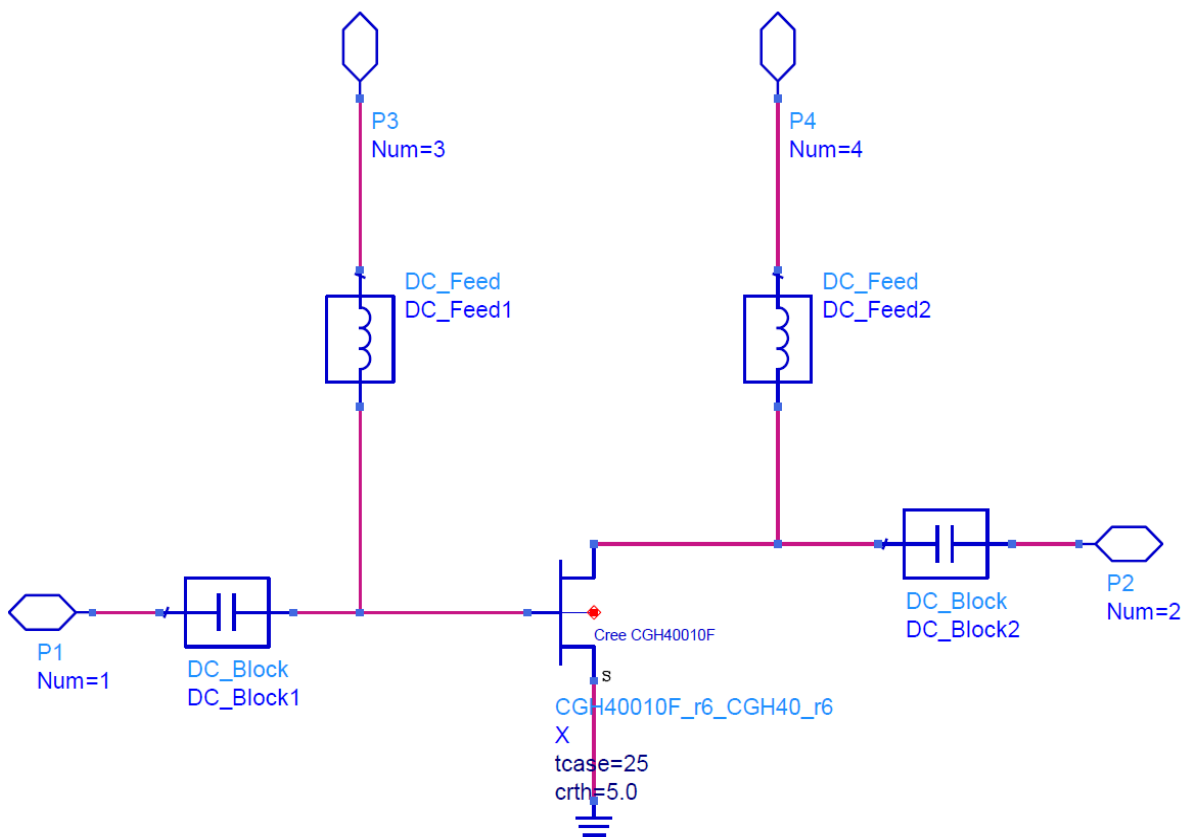 P3
Num=3
P4
Num=4
DC_Feed
DC_Feed1
DC_Feed
DC_Feed2
P1
Num=1
DC_Block
DC_Block1
Cree CGH40010F
S
CGH40010F_r6_CGH40_r6
X
tcase=25
crth=5.0
DC_Block
DC_Block2
P2
Num=2